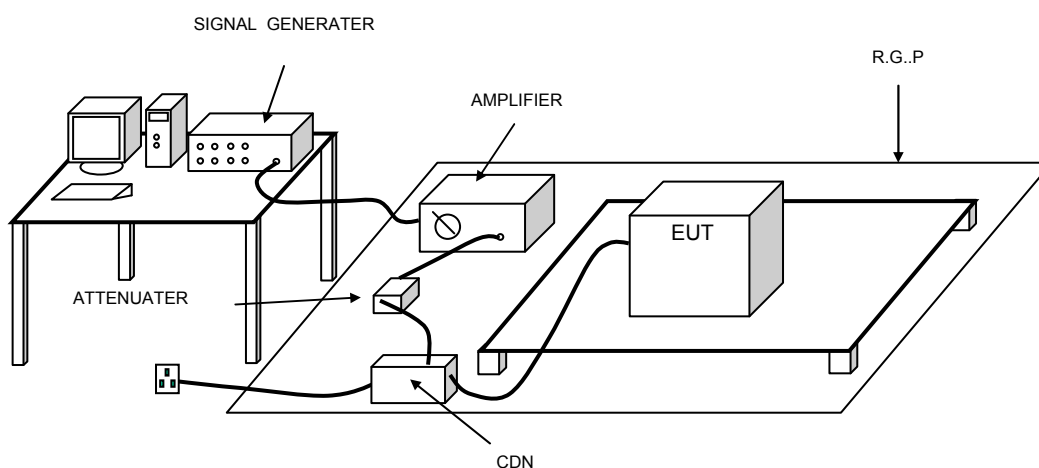 SIGNAL GENERATER
R.G..P
AMPLIFIER
EUT
ATTENUATER
CDN